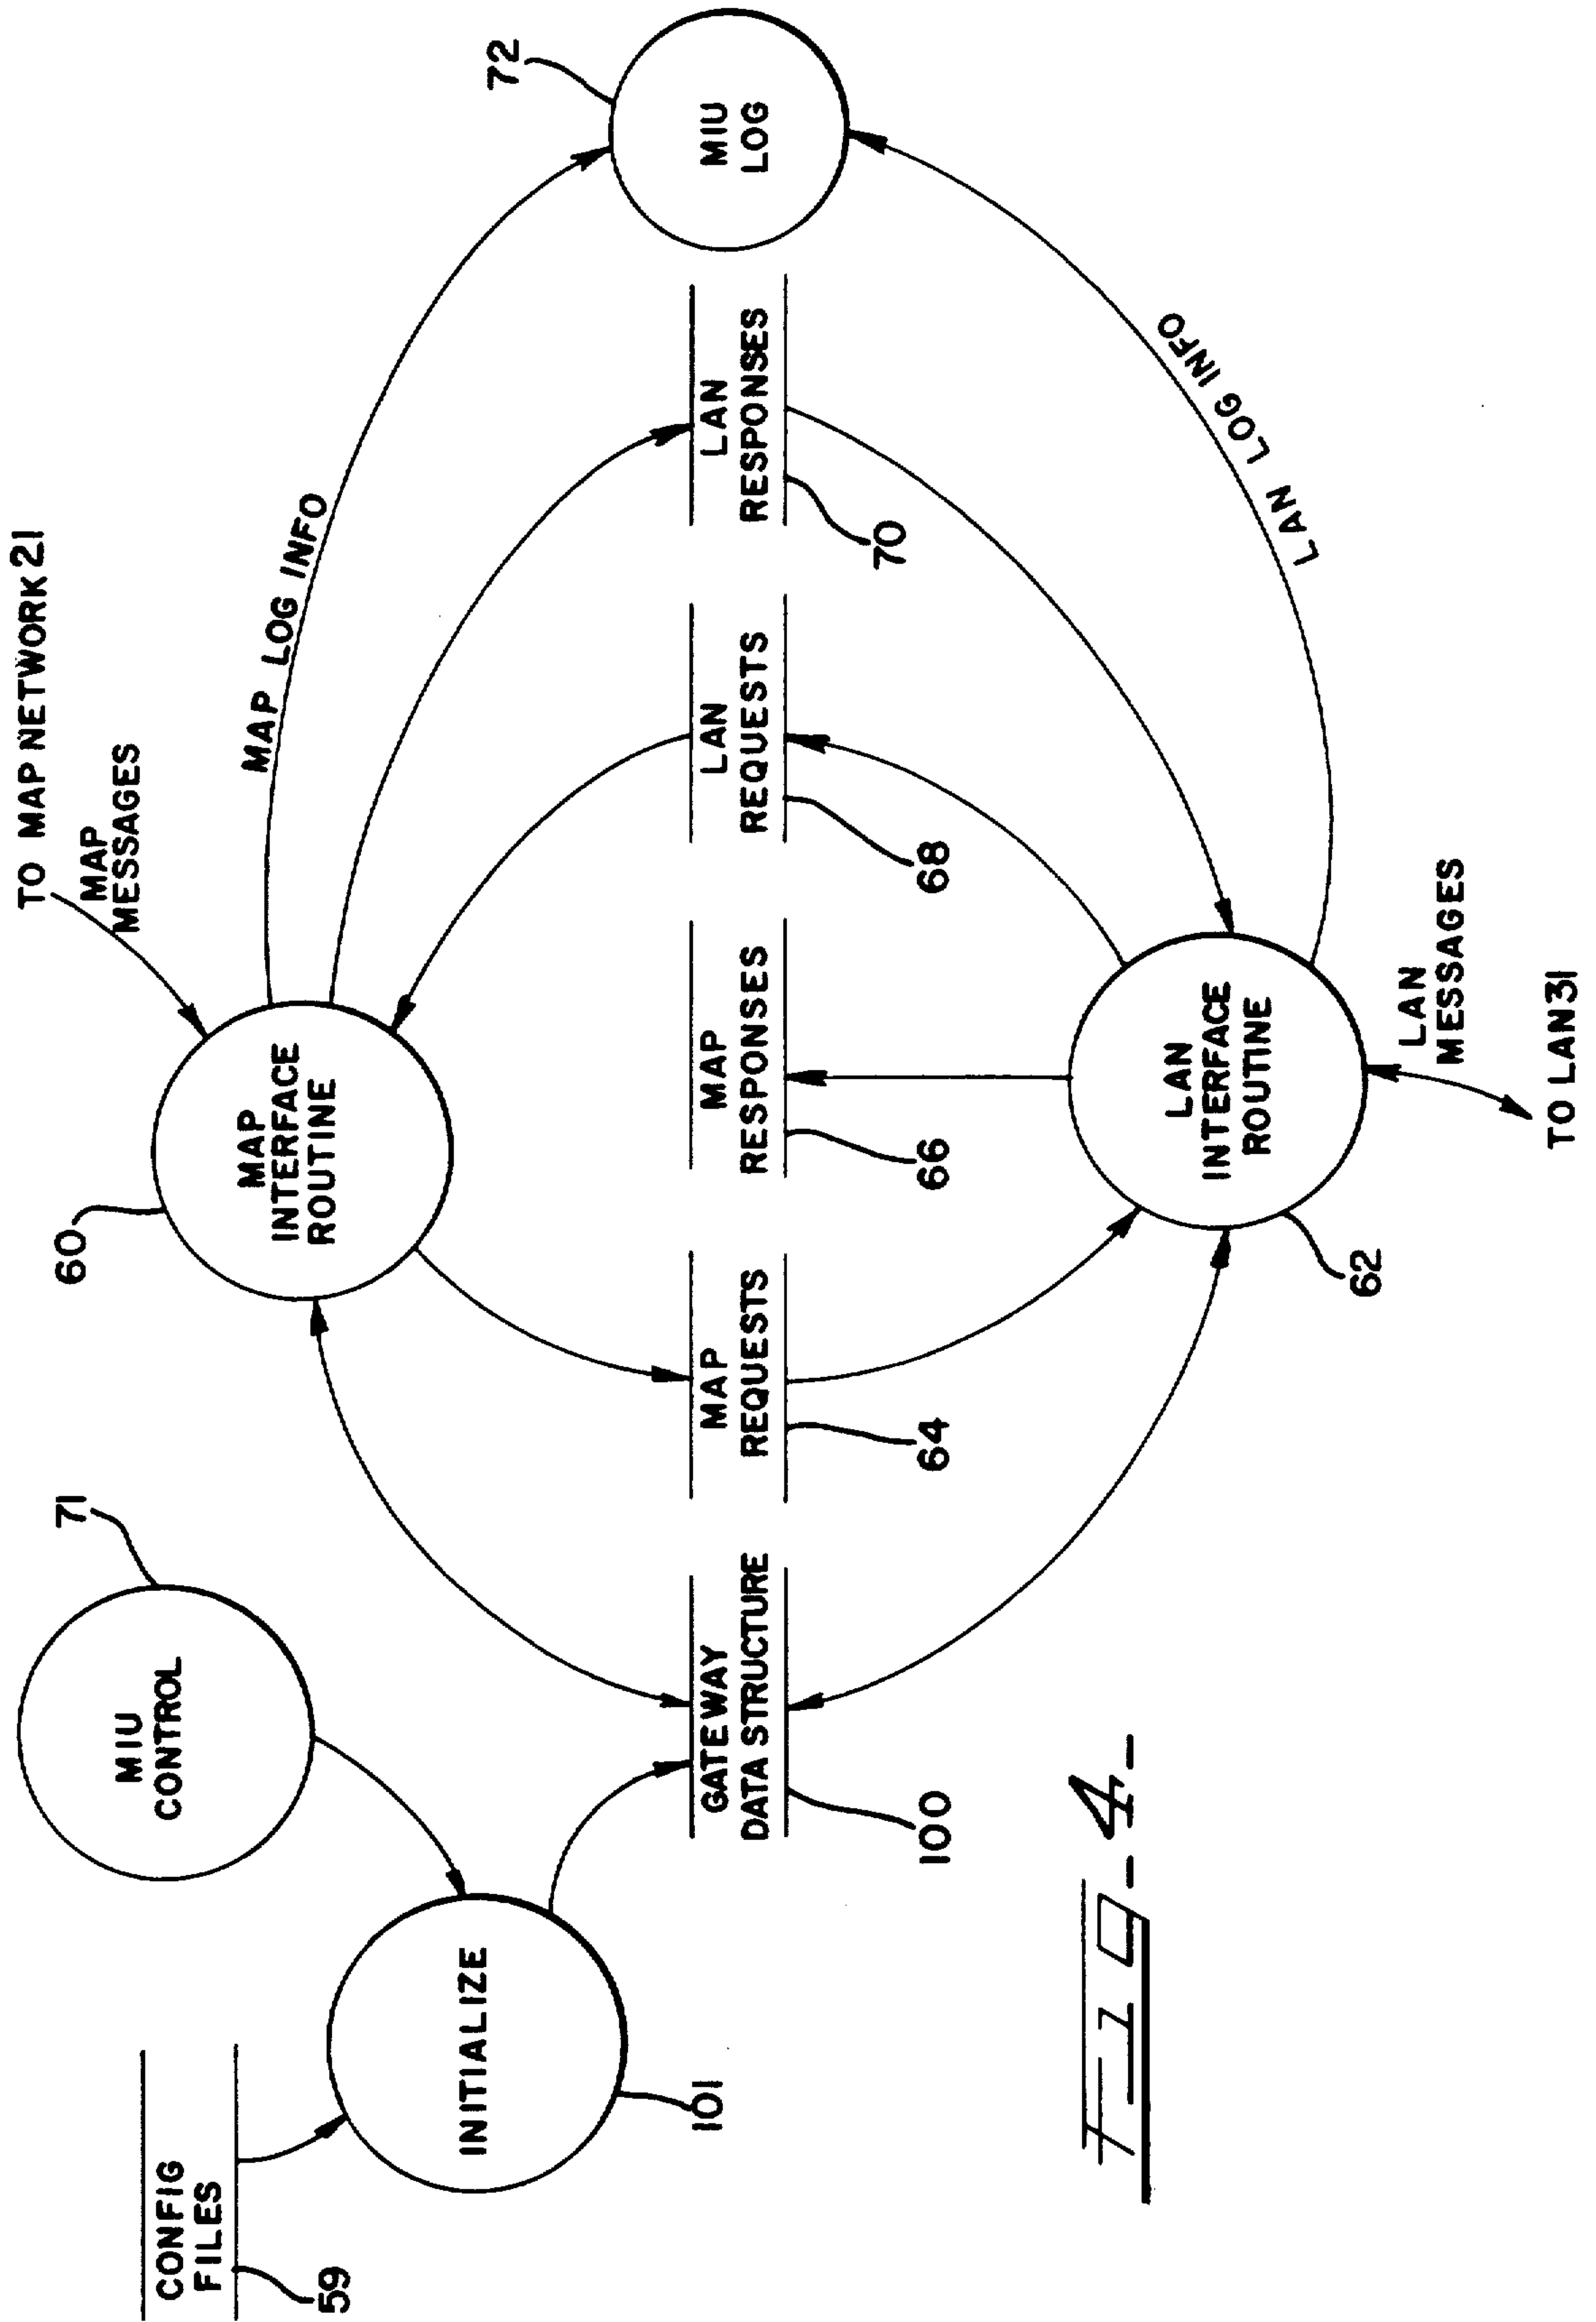 TO MAP NETWORK 21
MAP
MESSAGES
MAP LOG INFO
71
MIU
CONTROL
60
MAP
INTERFACE
ROUTINE
CONFIG
FILES
59
INITIALIZE
101
72
MIU
LOG
GATEWAY
DATA STRUCTURE
100
MAP
REQUESTS
64
MAP
RESPONSES
66
LAN
REQUESTS
68
LAN
RESPONSES
70
LAN
INTERFACE
ROUTINE
62
LAN LOG INFO
LAN
MESSAGES
TO LAN 31
FIG-4-